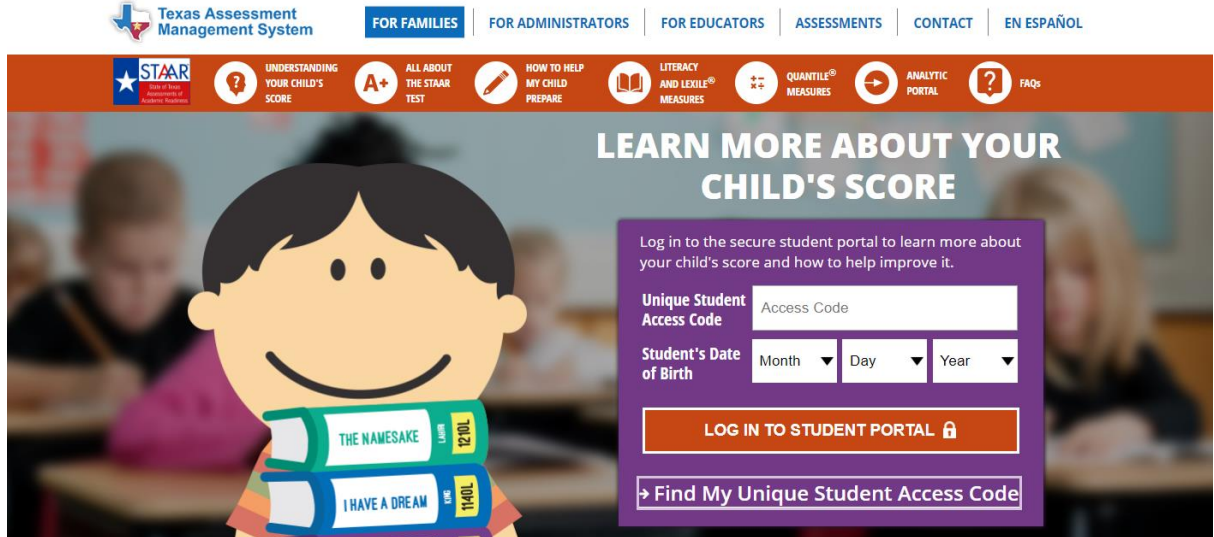 Texas Assessment
Management System
FOR FAMILIES
FOR ADMINISTRATORS
FOR EDUCATORS
ASSESSMENTS
CONTACT
EN ESPAÑOL
STAAR
State of Texas
Assessments of
Academic Readiness
UNDERSTANDING
YOUR CHILD'S
SCORE
A+
ALL ABOUT
THE STAAR
TEST
HOW TO HELP
MY CHILD
PREPARE
LITERACY
AND LEXILE®
MEASURES
QUANTILE®
MEASURES
ANALYTIC
PORTAL
?
FAQs
LEARN MORE ABOUT YOUR
CHILD'S SCORE
Log in to the secure student portal to learn more about
your child's score and how to help improve it.
Unique Student
Access Code
Access Code
Student's Date
of Birth
Month
Day
Year
LOG IN TO STUDENT PORTAL
Find My Unique Student Access Code
THE NAMESAKE
LAHIRI
1210L
I HAVE A DREAM
KING
1140L